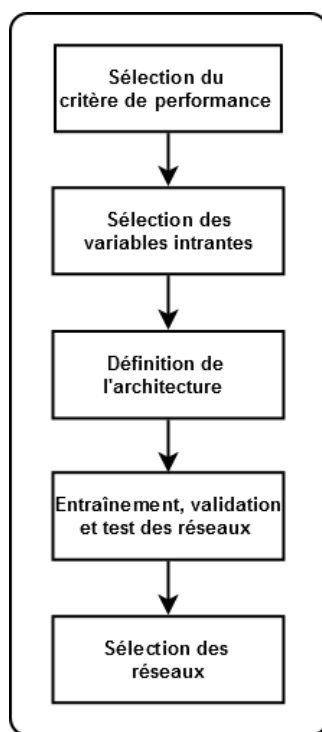 Sélection du
critère de performance
Sélection des
variables intrantes
Définition de
l'architecture
Entraînement, validation
et test des réseaux
Sélection des
réseaux